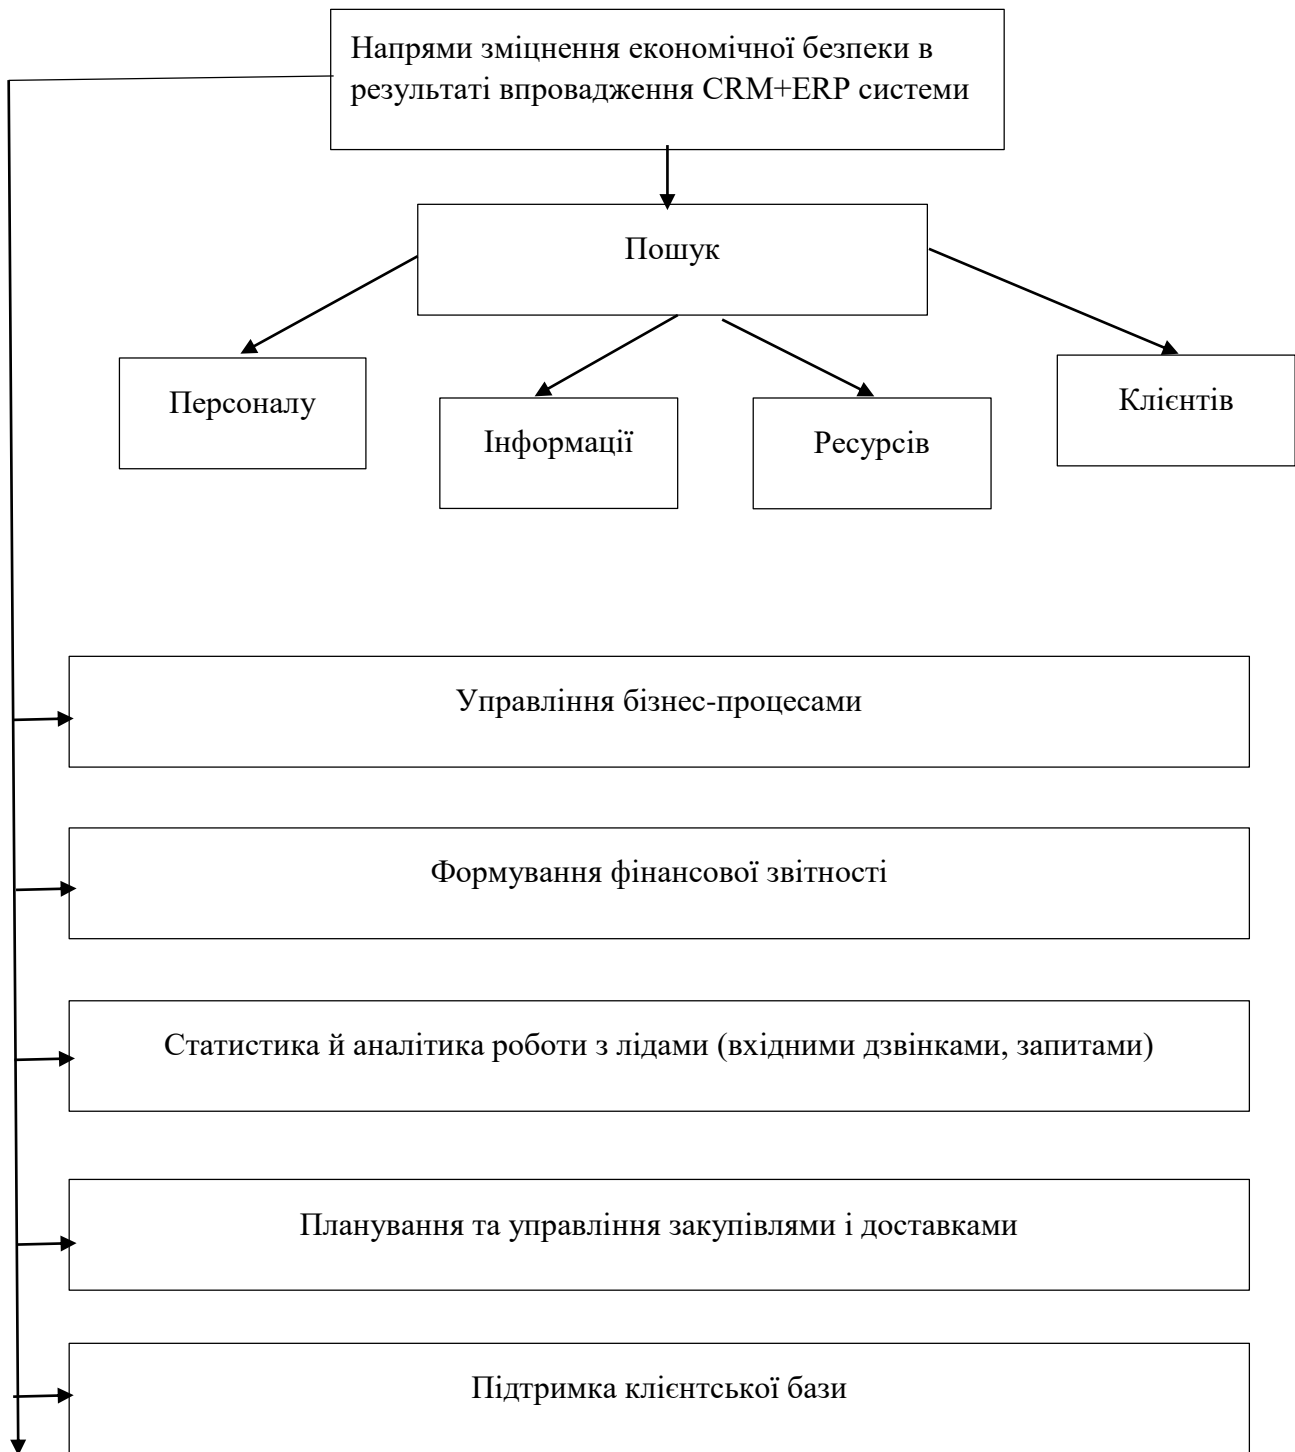 Напрями зміцнення економічної безпеки в
результаті впровадження CRM+ERP системи
Пошук
Персоналу
Інформації
Ресурсів
Клієнтів
Управління бізнес-процесами
Формування фінансової звітності
Статистика й аналітика роботи з лідами (вхідними дзвінками, запитами)
Планування та управління закупівлями і доставками
Підтримка клієнтської бази